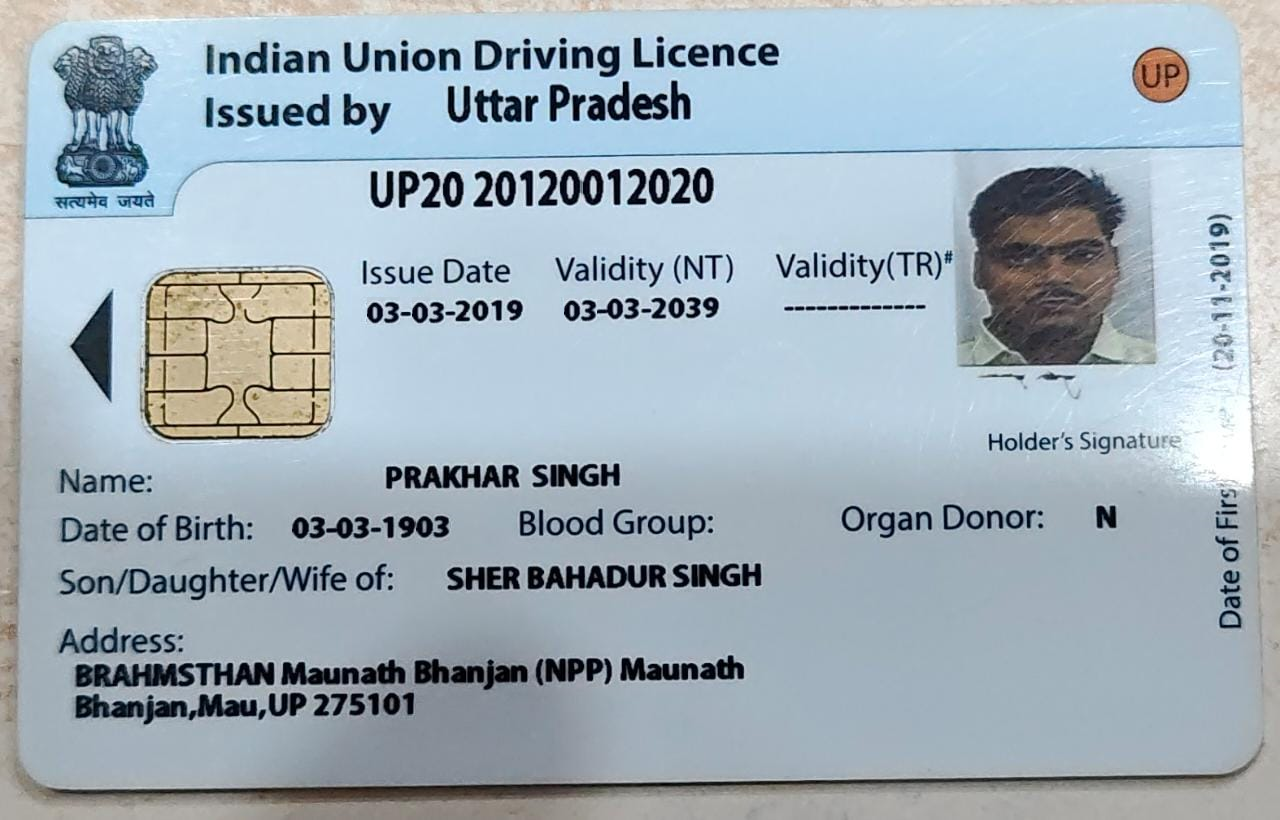 Indian Union Driving Licence
Issued by Uttar Pradesh
UP
सत्यमेव जयते
UP20 20120012020
Issue Date Validity (NT) Validity(TR)#
03-03-2019 03-03-2039 -------------
Holder's Signature
Name: PRAKHAR SINGH
Date of Birth: 03-03-1903 Blood Group: Organ Donor: N
Son/Daughter/Wife of: SHER BAHADUR SINGH
Address:
BRAHMSTHAN Maunath Bhanjan (NPP) Maunath
Bhanjan,Mau,UP 275101
Date of First (20-11-2019)